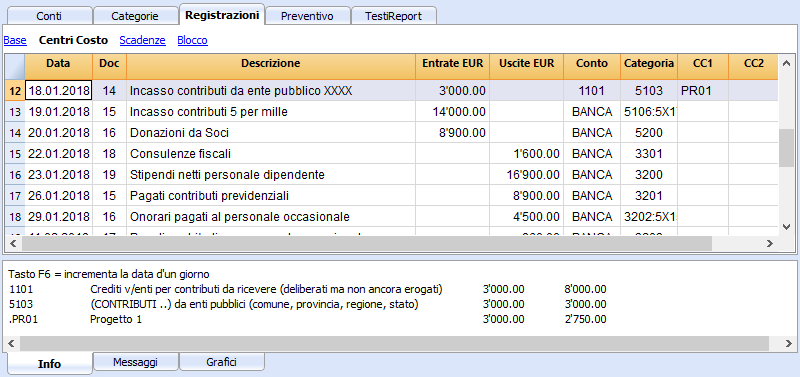 Conti Categorie Registrazioni Preventivo TestiReport
Base Centri Costo Scadenze Blocco
Data Doc Descrizione Entrate EUR Uscite EUR Conto Categoria CC1 CC2
12 18.01.2018 14 Incasso contributi da ente pubblico XXXX 3'000.00 1101 5103 PR01
13 19.01.2018 15 Incasso contributi 5 per mille 14'000.00 BANCA 5106:5X1
14 20.01.2018 16 Donazioni da Soci 8'900.00 BANCA 5200
15 22.01.2018 18 Consulenze fiscali 1'600.00 BANCA 3301
16 23.01.2018 19 Stipendi netti personale dipendente 16'900.00 BANCA 3200
17 26.01.2018 15 Pagati contributi previdenziali 8'900.00 BANCA 3201
18 29.01.2018 16 Onorari pagati al personale occasionale 4'500.00 BANCA 3202:5X1
Tasto F6 = incrementa la data d'un giorno
1101 Crediti v/enti per contributi da ricevere (deliberati ma non ancora erogati) 3'000.00 8'000.00
5103 (CONTRIBUTI ..) da enti pubblici (comune, provincia, regione, stato) 3'000.00 3'000.00
.PR01 Progetto 1 3'000.00 2'750.00
Info Messaggi Grafici